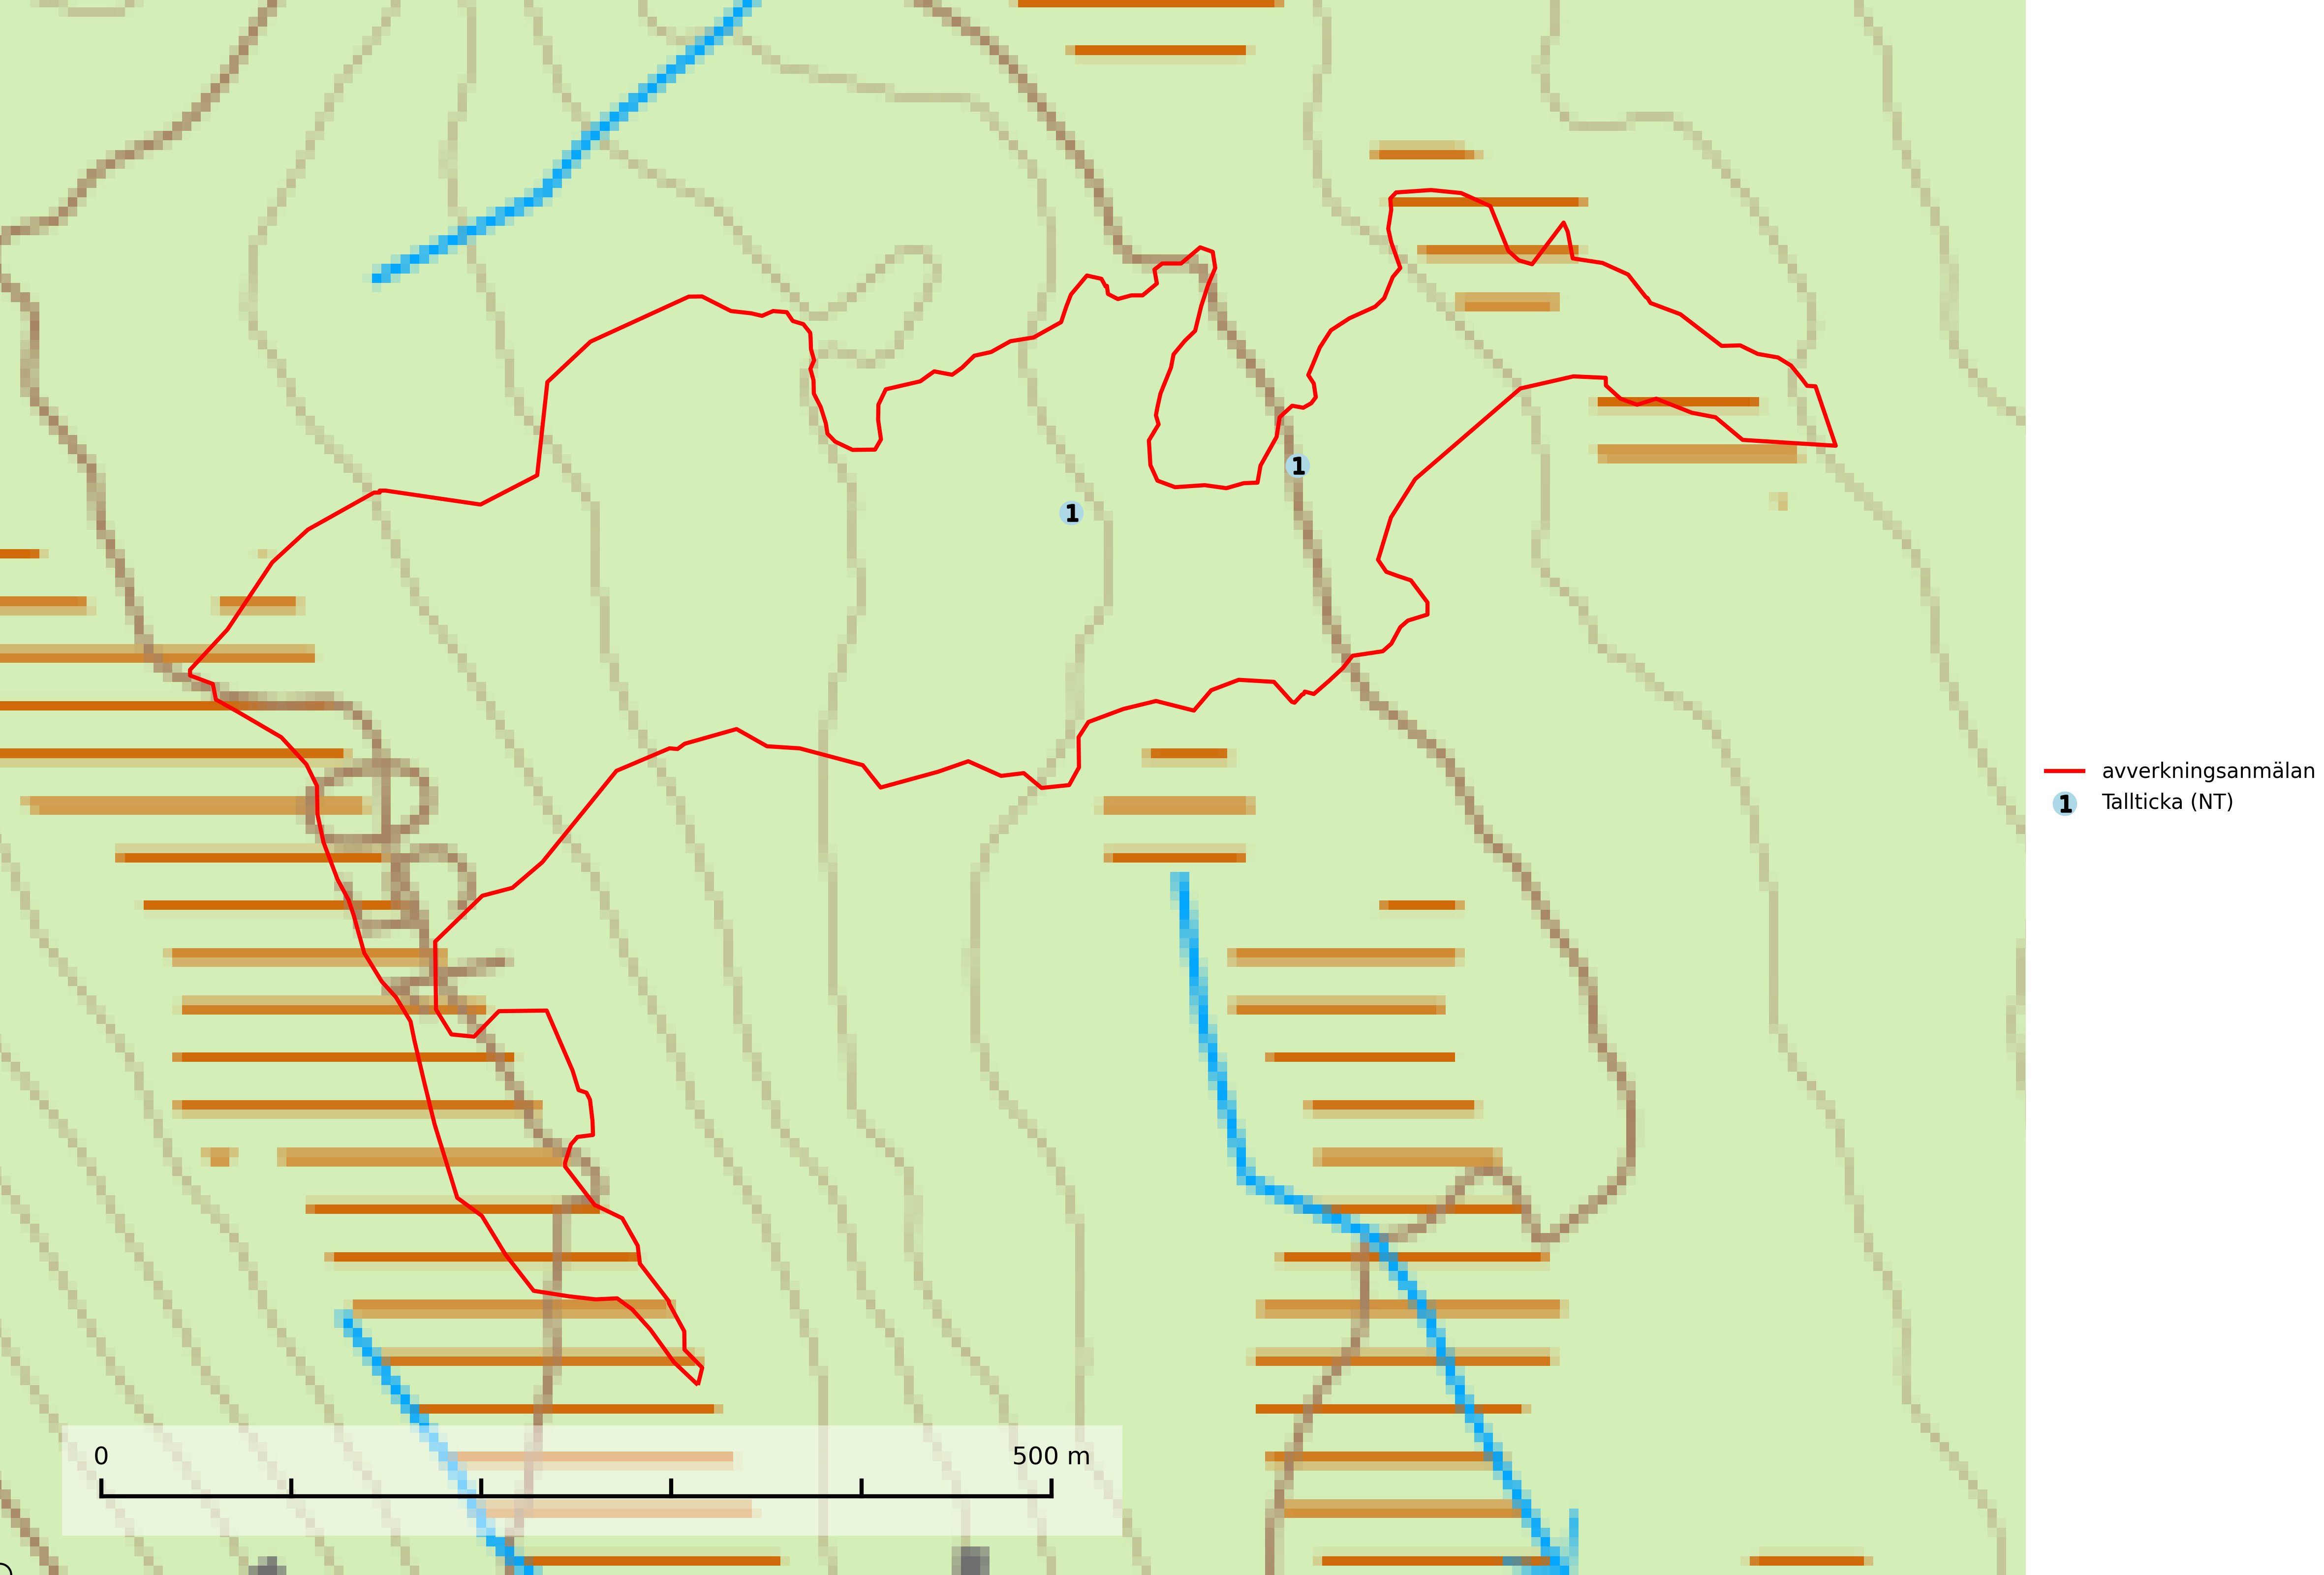 1
1
avverkningsanmälan
1 Tallticka (NT)
0 500 m